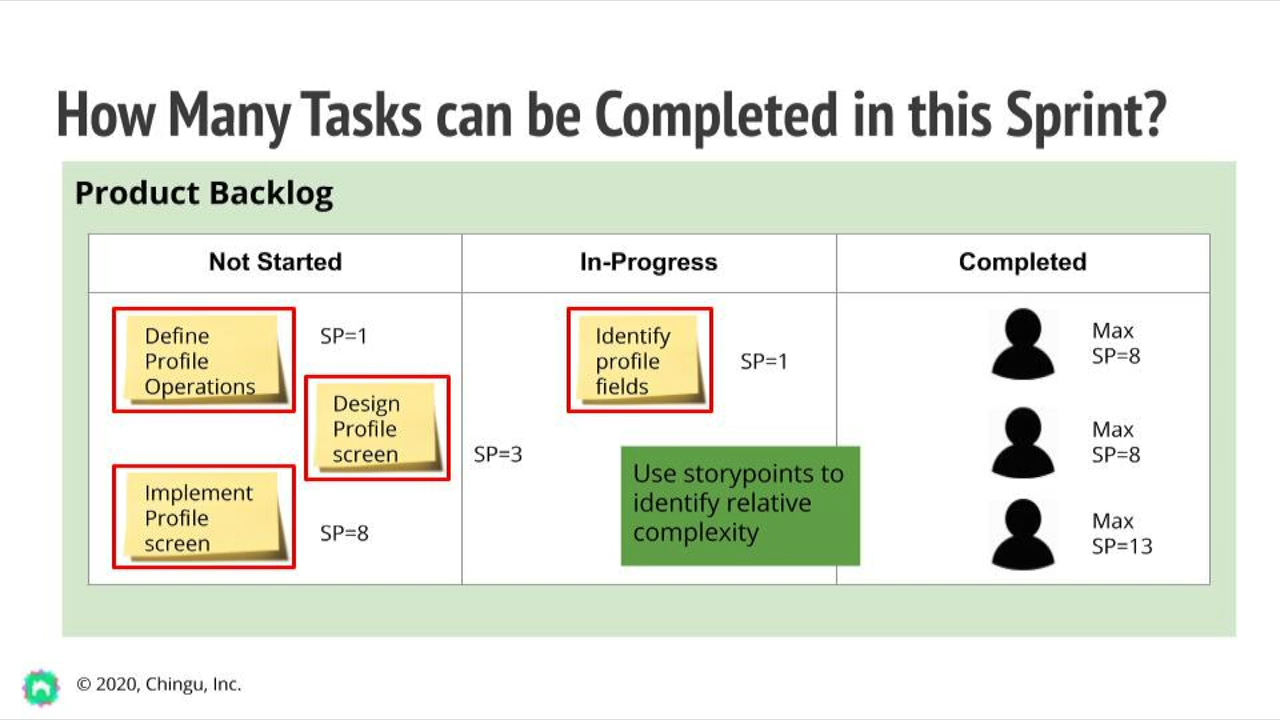 How Many Tasks can be Completed in this Sprint?
Product Backlog
Not Started
In-Progress
Completed
Define
Profile
Operations
SP=1
Design
Profile
screen
SP=3
Implement
Profile
screen
SP=8
Identify
profile
fields
SP=1
Use storypoints to
identify relative
complexity
Max
SP=8
Max
SP=8
Max
SP=13
© 2020, Chingu, Inc.